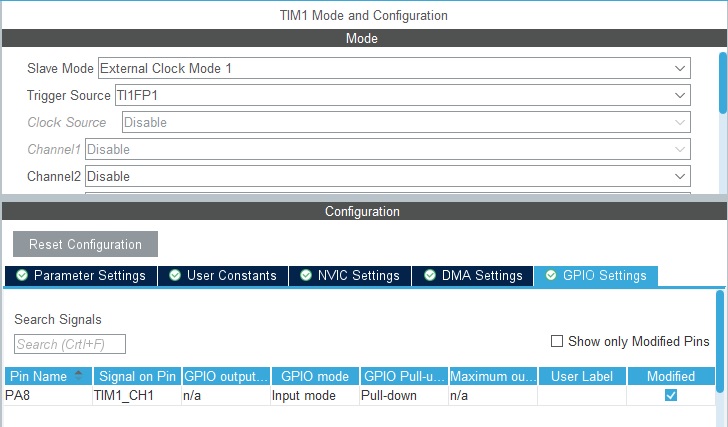 TIM1 Mode and Configuration
Mode
Slave Mode External Clock Mode 1
Trigger Source TI1FP1
Clock Source Disable
Channel1 Disable
Channel2 Disable
Configuration
Reset Configuration
Parameter Settings User Constants NVIC Settings DMA Settings GPIO Settings
Search Signals
Search (Crtl+F) Show only Modified Pins
Pin Name Signal on Pin GPIO output... GPIO mode GPIO Pull-u... Maximum ou... User Label Modified
PA8 TIM1_CH1 n/a Input mode Pull-down n/a